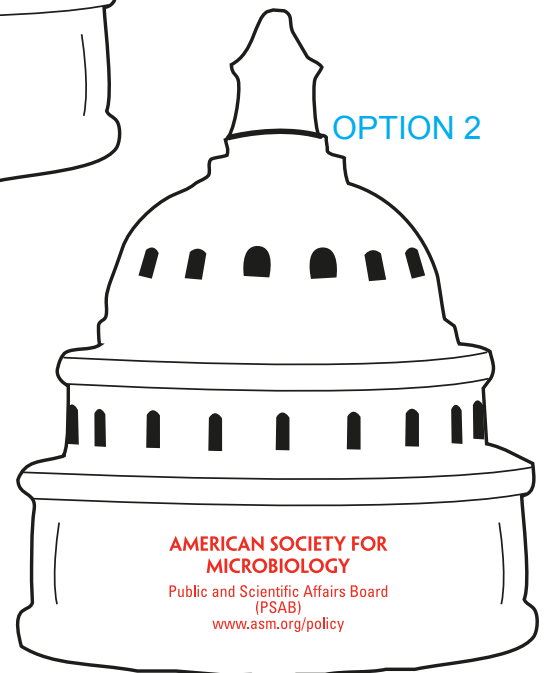 OPTION 2
AMERICAN SOCIETY FOR
MICROBIOLOGY
Public and Scientific Affairs Board
(PSAB)
www.asm.org/policy